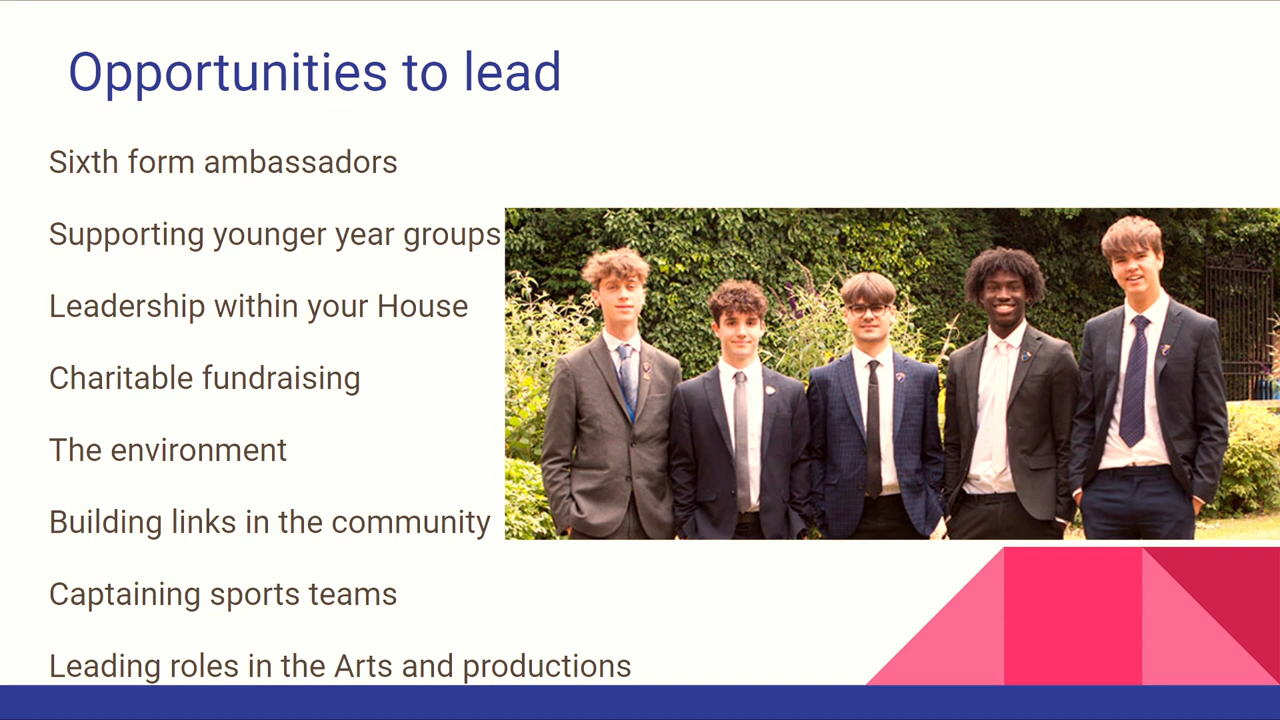 Opportunities to lead
Sixth form ambassadors
Supporting younger year groups
Leadership within your House
Charitable fundraising
The environment
Building links in the community
Captaining sports teams
Leading roles in the Arts and productions